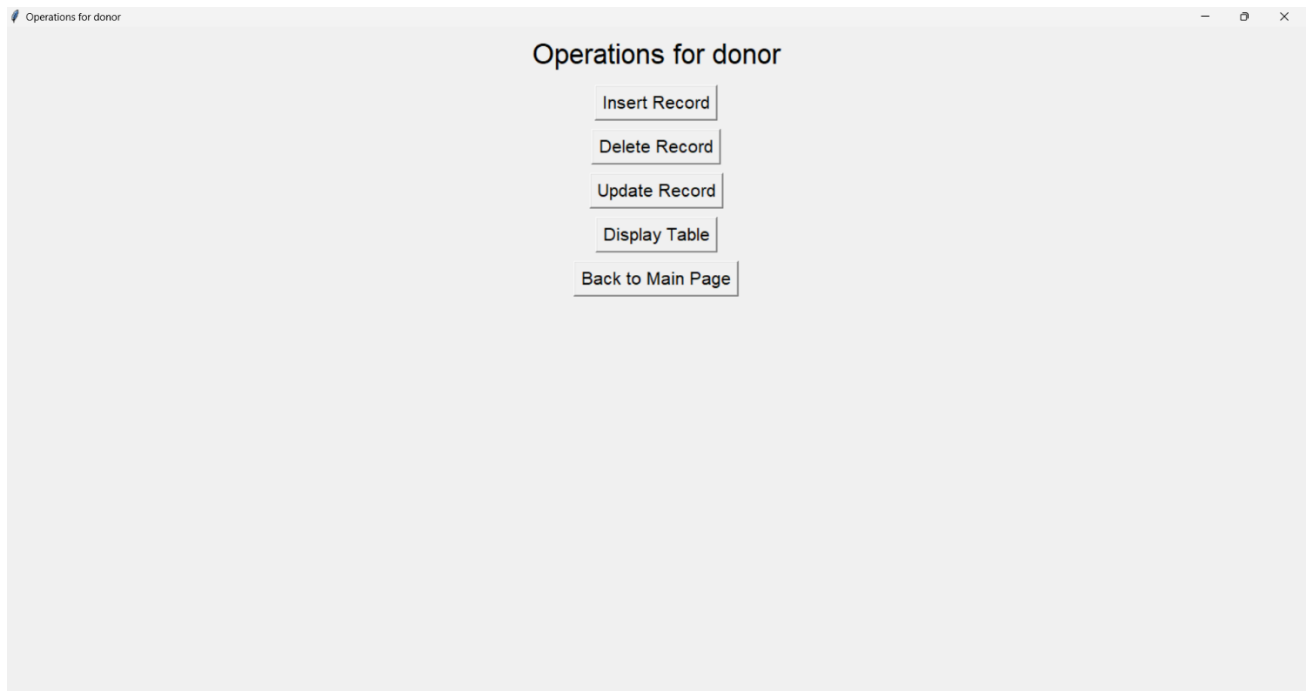 Operations for donor
Operations for donor
Insert Record
Delete Record
Update Record
Display Table
Back to Main Page